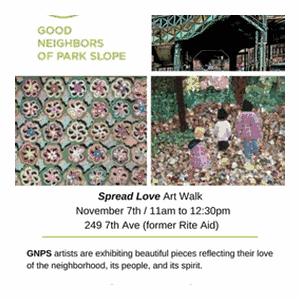 GOOD
NEIGHBORS
OF PARK SLOPE
Spread Love Art Walk
November 7th / 11am to 12:30pm
249 7th Ave (former Rite Aid)
GNPS artists are exhibiting beautiful pieces reflecting their love
of the neighborhood, its people, and its spirit.